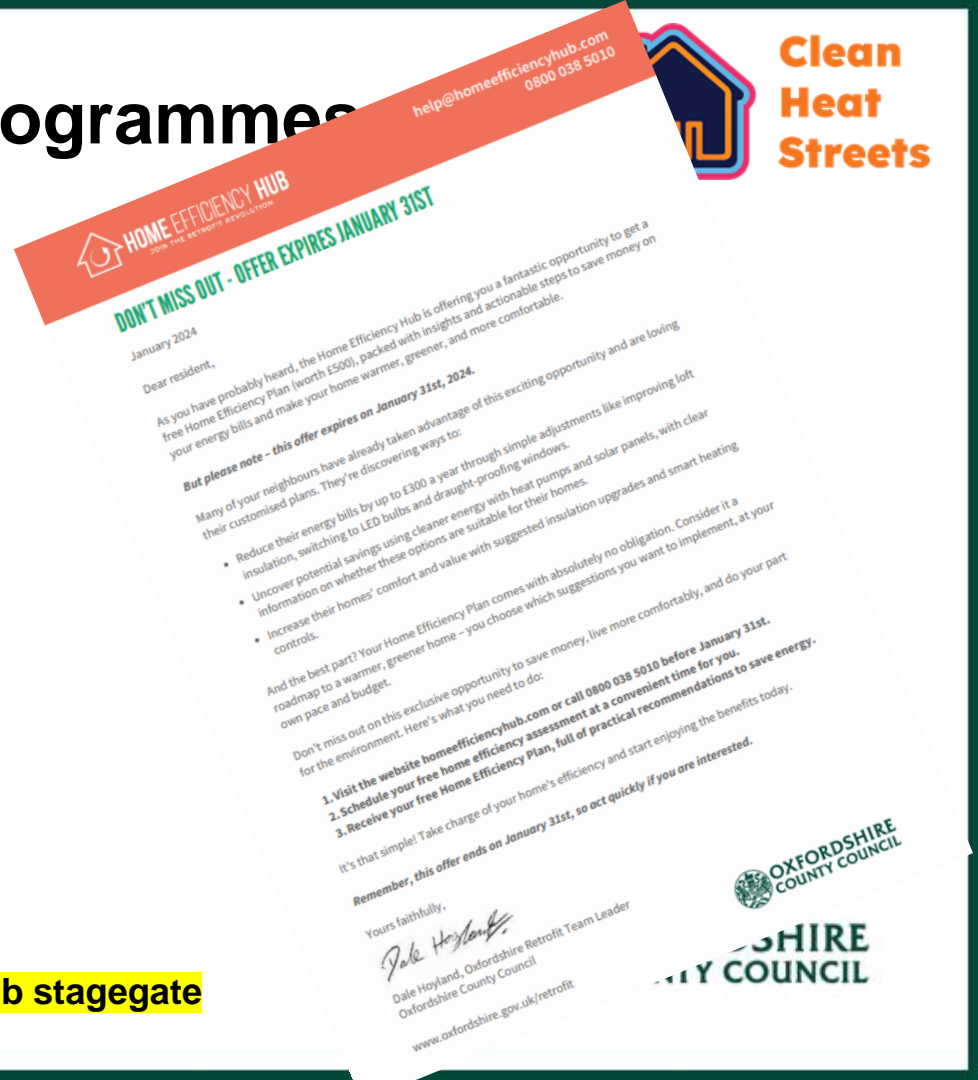 ogrammes
Clean
Heat
Streets
help@homeefficiencyhub.com
0800 038 5010
HOME EFFICIENCY HUB
JOIN THE RETROFIT REVOLUTION
DON'T MISS OUT - OFFER EXPIRES JANUARY 31ST
January 2024
Dear resident,
As you have probably heard, the Home Efficiency Hub is offering you a fantastic opportunity to get a
free Home Efficiency Plan (worth £500), packed with insights and actionable steps to save money on
your energy bills and make your home warmer, greener, and more comfortable.
But please note – this offer expires on January 31st, 2024.
Many of your neighbours have already taken advantage of this exciting opportunity and are loving
their customised plans. They're discovering ways to:
• Reduce their energy bills by up to £300 a year through simple adjustments like improving loft
insulation, switching to LED bulbs and draught-proofing windows.
• Uncover potential savings using cleaner energy with heat pumps and solar panels, with clear
information on whether these options are suitable for their homes.
• Increase their homes' comfort and value with suggested insulation upgrades and smart heating
controls.
And the best part? Your Home Efficiency Plan comes with absolutely no obligation. Consider it a
roadmap to a warmer, greener home – you choose which suggestions you want to implement, at your
own pace and budget.
Don't miss out on this exclusive opportunity to save money, live more comfortably, and do your part
for the environment. Here's what you need to do:
1. Visit the website homeefficiencyhub.com or call 0800 038 5010 before January 31st.
2. Schedule your free home efficiency assessment at a convenient time for you.
3. Receive your free Home Efficiency Plan, full of practical recommendations to save energy.
It's that simple! Take charge of your home's efficiency and start enjoying the benefits today.
Remember, this offer ends on January 31st, so act quickly if you are interested.
Yours faithfully,
Dale Hoyland
Dale Hoyland, Oxfordshire Retrofit Team Leader
Oxfordshire County Council
www.oxfordshire.gov.uk/retrofit
OXFORDSHIRE
COUNTY COUNCIL
SHIRE
TY COUNCIL
b stagegate